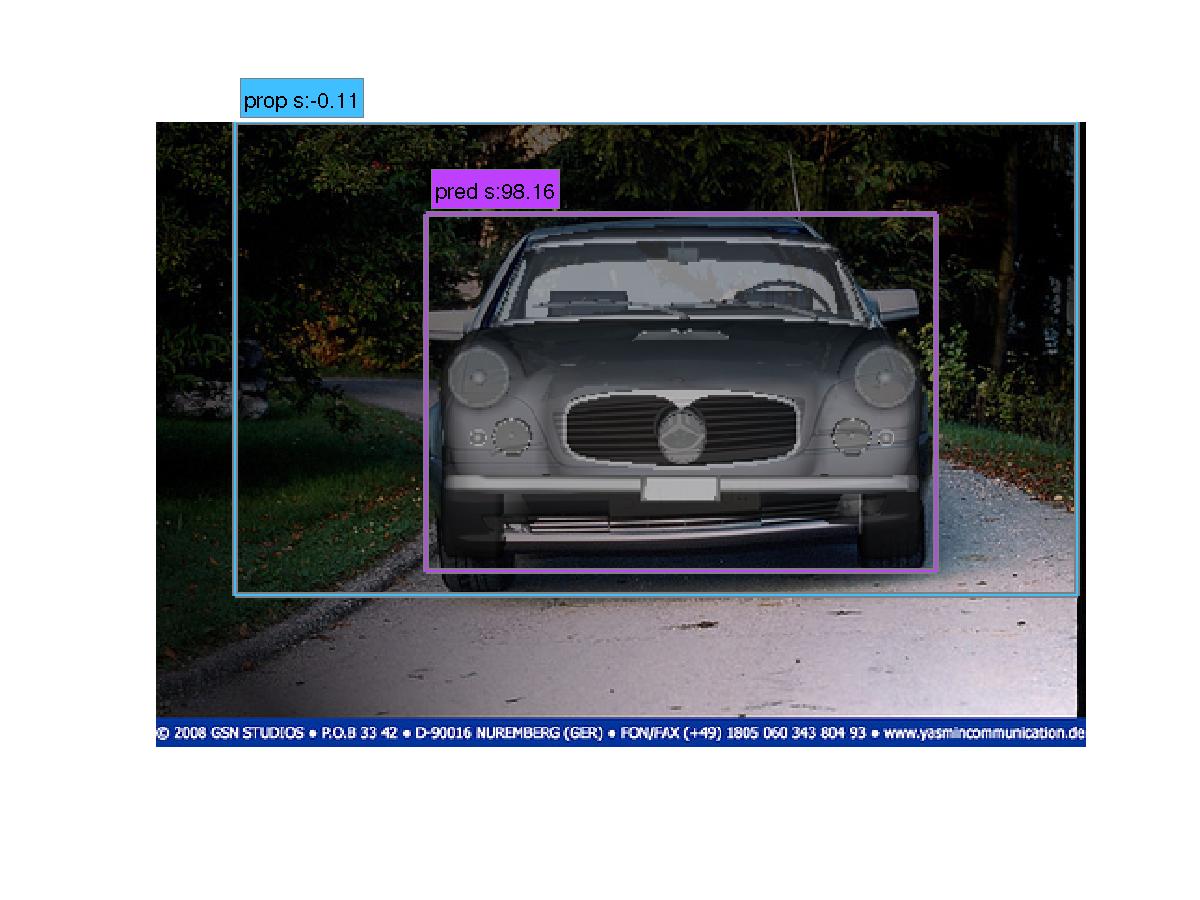 prop s:-0.11
pred s:98.16
© 2008 GSN STUDIOS ● P.O.B 33 42 ● D-90016 NUREMBERG (GER) ● FON/FAX (+49) 1805 060 343 804 93 ● www.yasmincommunication.de